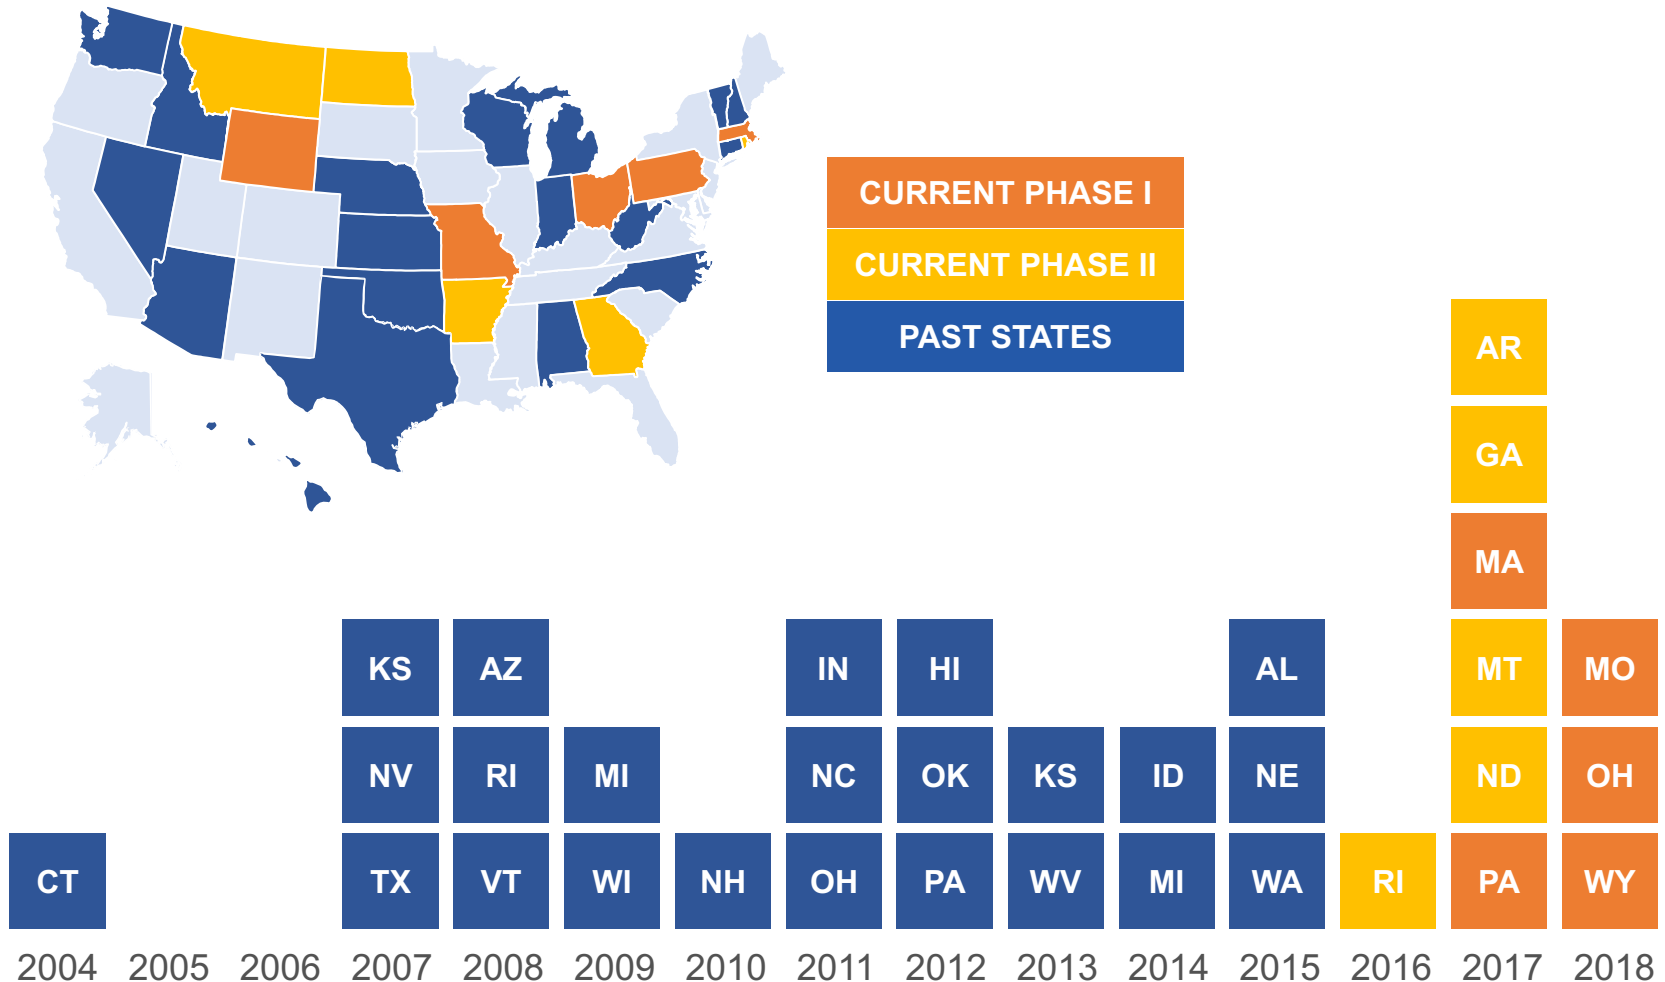 CURRENT PHASE I
CURRENT PHASE II
PAST STATES
AR
GA
MA
KS AZ IN HI AL MT MO
NV RI MI NC OK KS ID NE ND OH
CT TX VT WI NH OH PA WV MI WA RI PA WY
2004 2005 2006 2007 2008 2009 2010 2011 2012 2013 2014 2015 2016 2017 2018